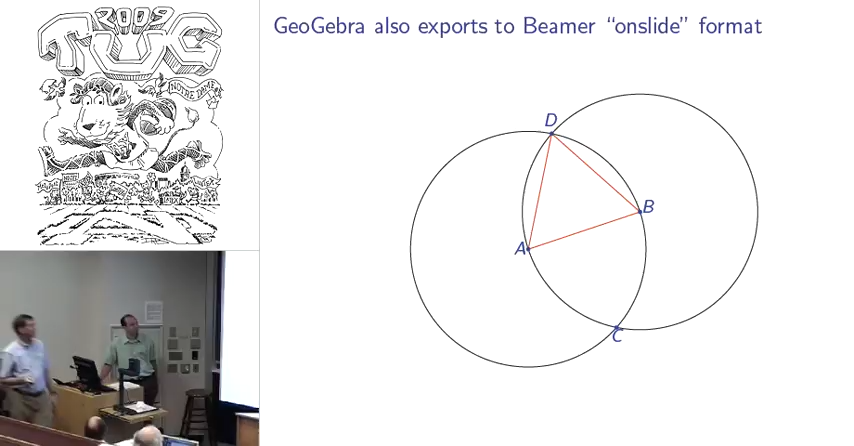 2009
TUG
NOTRE DAME
GeoGebra also exports to Beamer “onslide” format
D
B
A
C